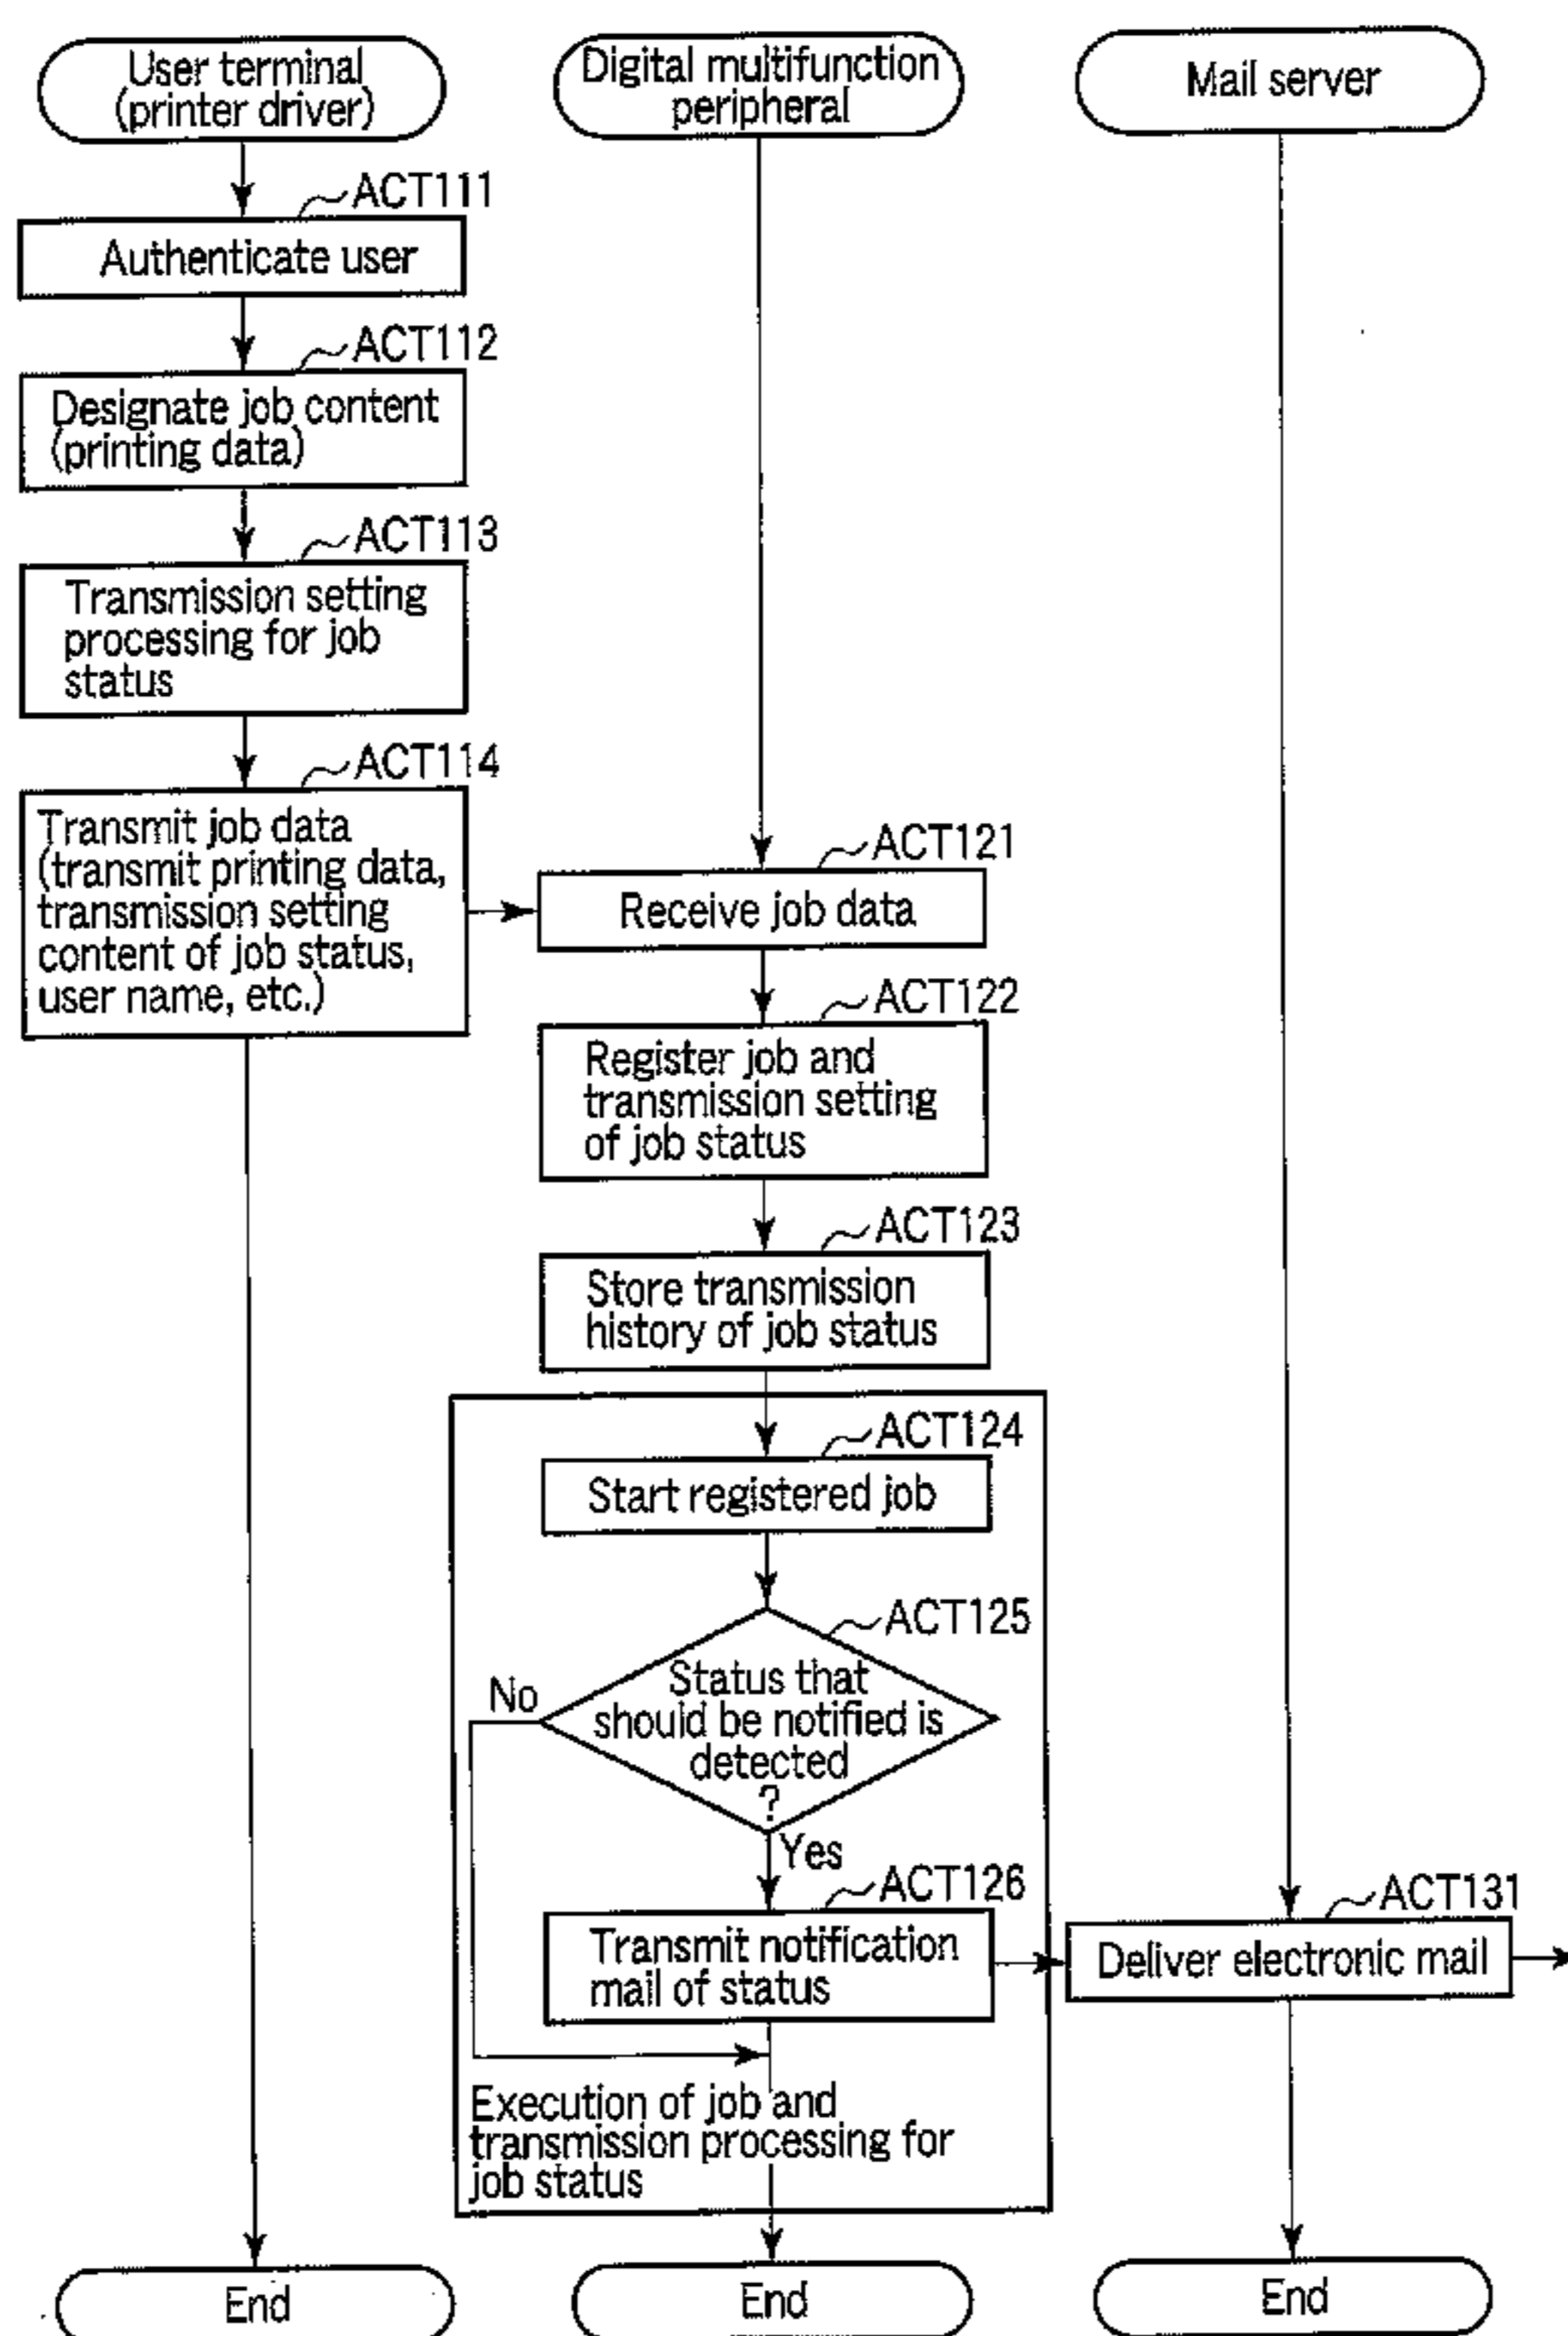 User terminal
(printer driver)
Digital multifunction
peripheral
Mail server
ACT111
Authenticate user
ACT112
Designate job content
(printing data)
ACT113
Transmission setting
processing for job
status
ACT114
Transmit job data
(transmit printing data,
transmission setting
content of job status,
user name, etc.)
ACT121
Receive job data
ACT122
Register job and
transmission setting
of job status
ACT123
Store transmission
history of job status
ACT124
Start registered job
ACT125
Status that
should be notified is
detected
?
No
Yes
ACT126
Transmit notification
mail of status
ACT131
Deliver electronic mail
Execution of job and
transmission processing for
job status
End
End
End